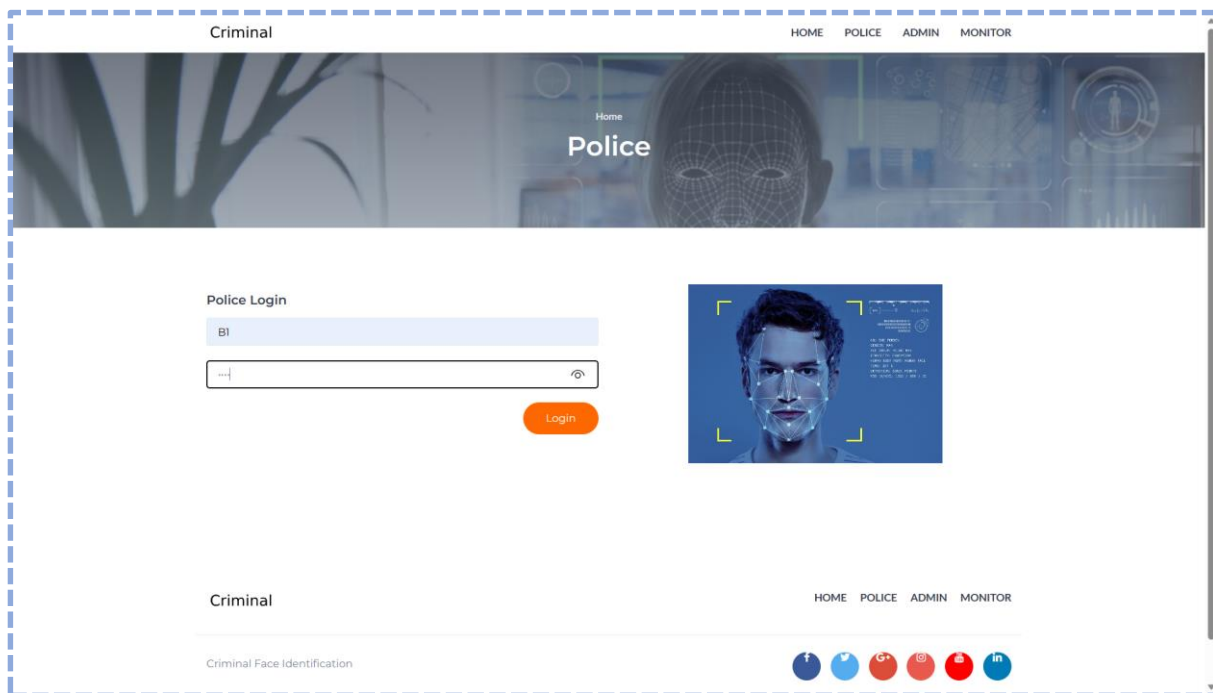 Criminal
HOME POLICE ADMIN MONITOR
Home
Police
Police Login
B1
Login
Criminal
HOME POLICE ADMIN MONITOR
Criminal Face Identification